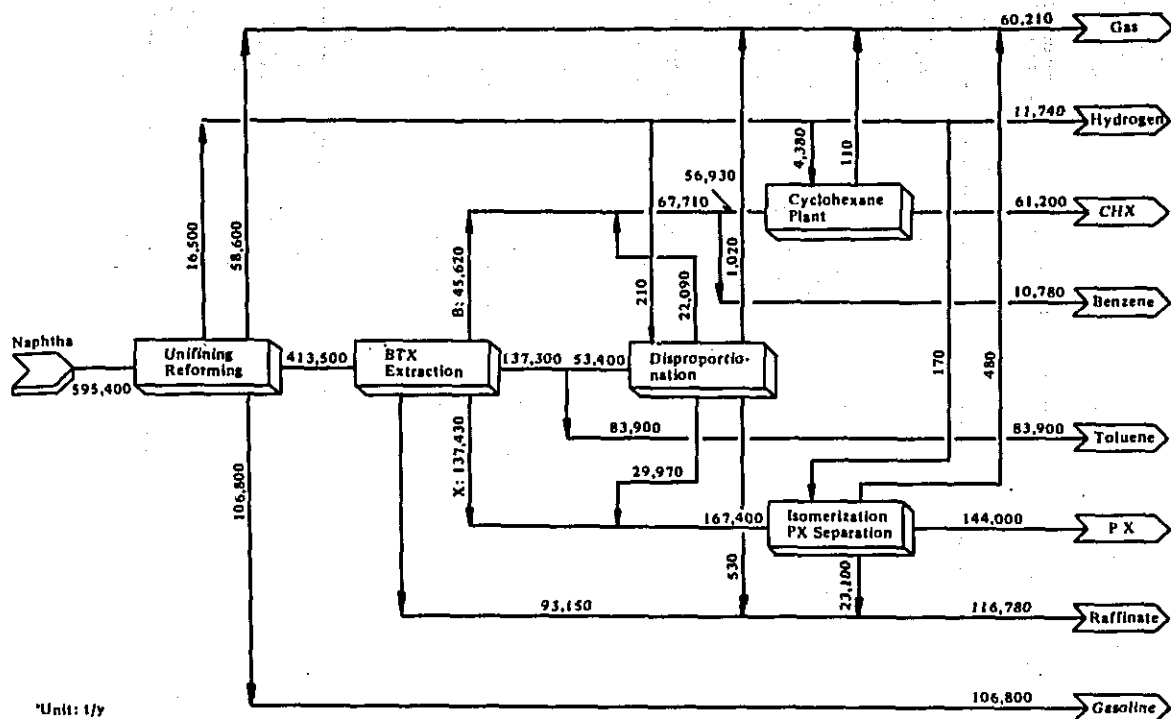 60,210
Gas
11,740
Hydrogen
4,380
110
56,930
67,710
Cyclohexane
Plant
61,200
CHX
16,500
58,600
B: 45,620
210
22,090
1,020
10,780
Benzene
Naphtha
595,400
Unifining
Reforming
413,500
BTX
Extraction
137,300
53,400
Disproportio-
nation
170
480
83,900
83,900
Toluene
X: 137,430
29,970
106,800
167,400
Isomerization
PX Separation
144,000
PX
530
23,100
93,150
116,780
Raffinate
106,800
Gasoline
*Unit: t/y